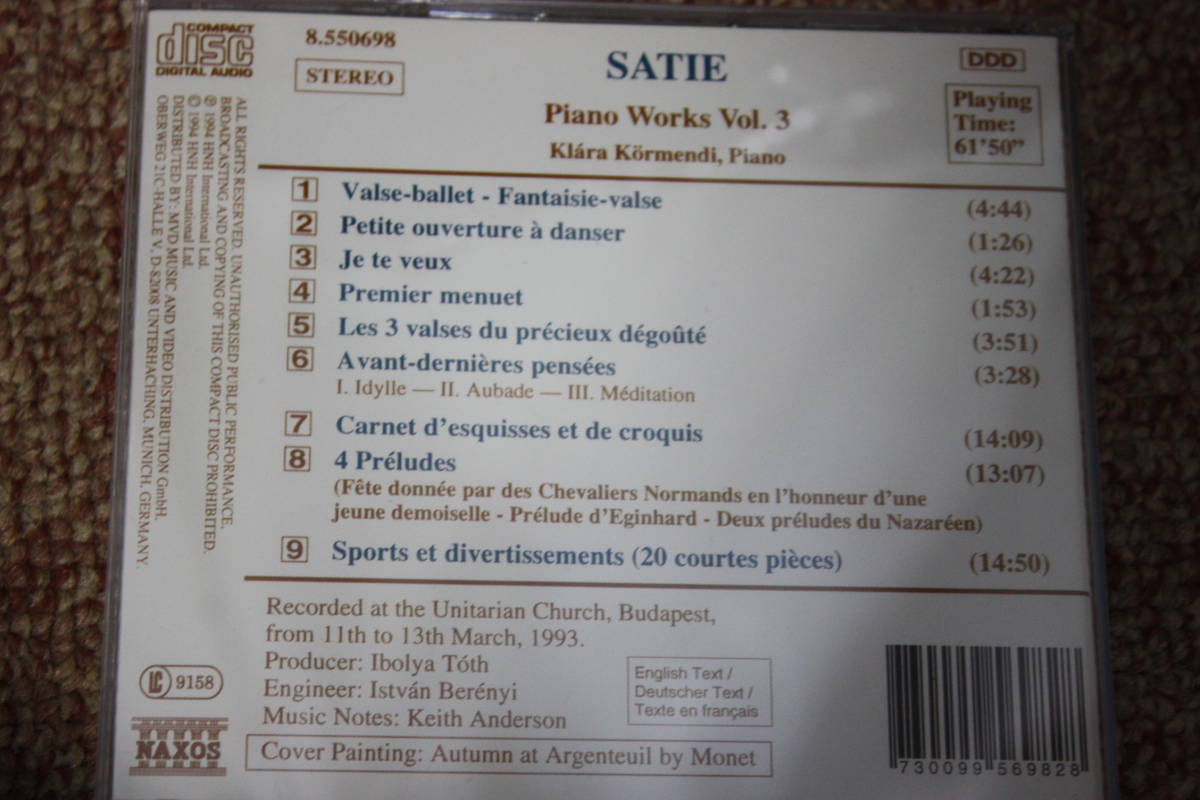 COMPACT
disc
DIGITAL AUDIO
8.550698
STEREO
SATIE
Piano Works Vol. 3
Klára Körmendi, Piano
DDD
Playing
Time:
61'50"
1 Valse-ballet - Fantaisie-valse (4:44)
2 Petite ouverture à danser (1:26)
3 Je te veux (4:22)
4 Premier menuet (1:53)
5 Les 3 valses du précieux dégoûté (3:51)
6 Avant-dernières pensées (3:28)
I. Idylle — II. Aubade — III. Méditation
7 Carnet d'esquisses et de croquis (14:09)
8 4 Préludes (13:07)
(Fête donnée par des Chevaliers Normands en l'honneur d'une
jeune demoiselle - Prélude d'Eginhard - Deux préludes du Nazaréen)
9 Sports et divertissements (20 courtes pièces) (14:50)
Recorded at the Unitarian Church, Budapest,
from 11th to 13th March, 1993.
Producer: Ibolya Tóth
Engineer: István Berényi
Music Notes: Keith Anderson
Cover Painting: Autumn at Argenteuil by Monet
English Text /
Deutscher Text /
Texte en français
730099 569828
ALL RIGHTS RESERVED. UNAUTHORISED PUBLIC PERFORMANCE,
BROADCASTING AND COPYING OF THIS COMPACT DISC PROHIBITED.
℗ 1994 HNH International Ltd.
© 1994 HNH International Ltd.
DISTRIBUTED BY: MVD MUSIC AND VIDEO DISTRIBUTION GmbH,
OBERWEG 21C-HALLE V, D-82008 UNTERHACHING, MUNICH, GERMANY.
LC 9158
NAXOS